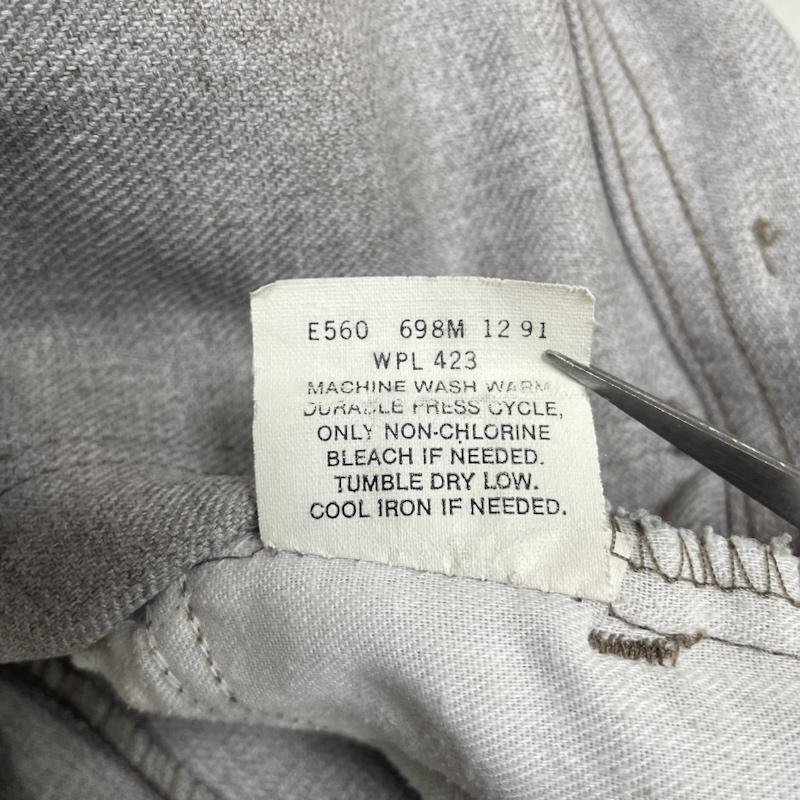 E560 698M 12 91
WPL 423
MACHINE WASH WARM
DURABLE PRESS CYCLE,
ONLY NON-CHLORINE
BLEACH IF NEEDED.
TUMBLE DRY LOW.
COOL IRON IF NEEDED.